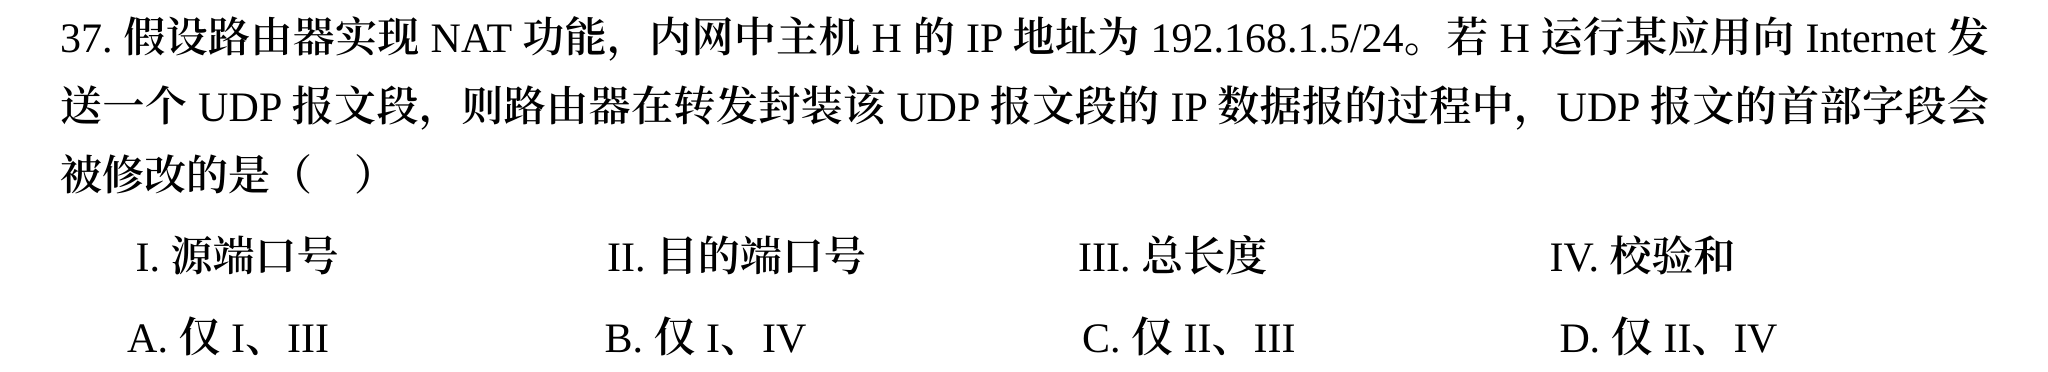 37. 假设路由器实现 NAT 功能，内网中主机 H 的 IP 地址为 192.168.1.5/24。若 H 运行某应用向 Internet 发
送一个 UDP 报文段，则路由器在转发封装该 UDP 报文段的 IP 数据报的过程中，UDP 报文的首部字段会
被修改的是（　）
I. 源端口号 II. 目的端口号 III. 总长度 IV. 校验和
A. 仅 I、III B. 仅 I、IV C. 仅 II、III D. 仅 II、IV